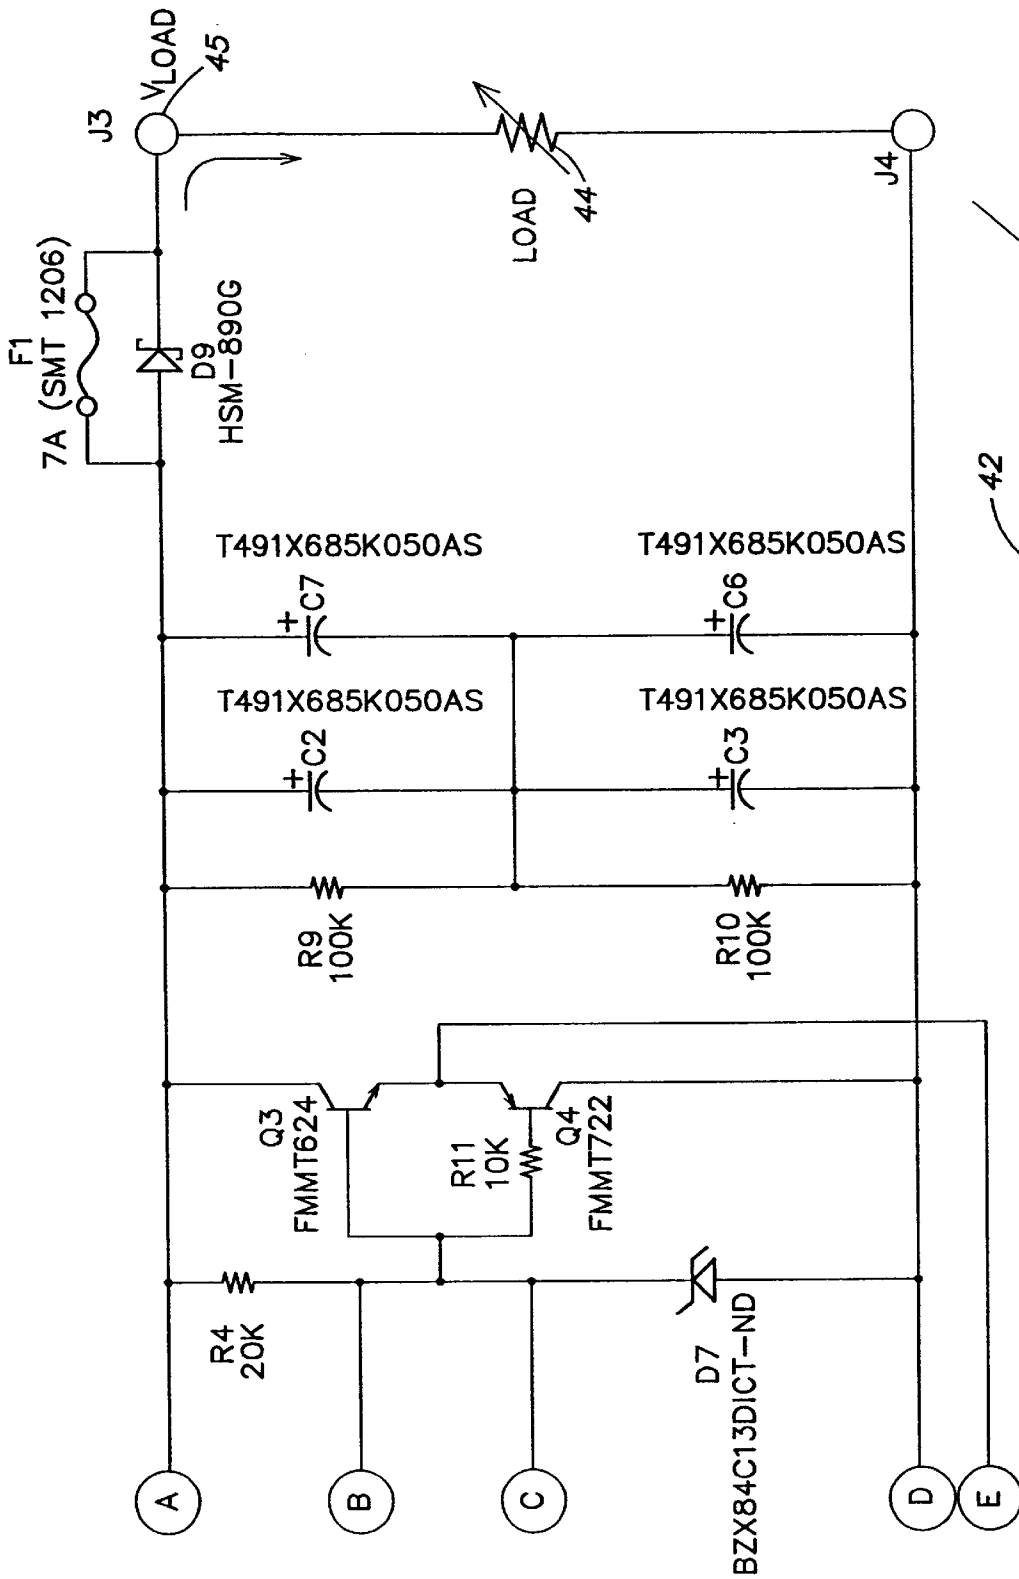 F1
7A (SMT 1206)
J3
VLOAD
45
D9
HSM-890G
LOAD
44
J4
42
T491X685K050AS
+ C7
T491X685K050AS
+ C6
T491X685K050AS
+ C2
T491X685K050AS
+ C3
R9
100K
R10
100K
Q3
FMMT624
R11
10K
Q4
FMMT722
R4
20K
D7
BZX84C13DICT-ND
A
B
C
D
E